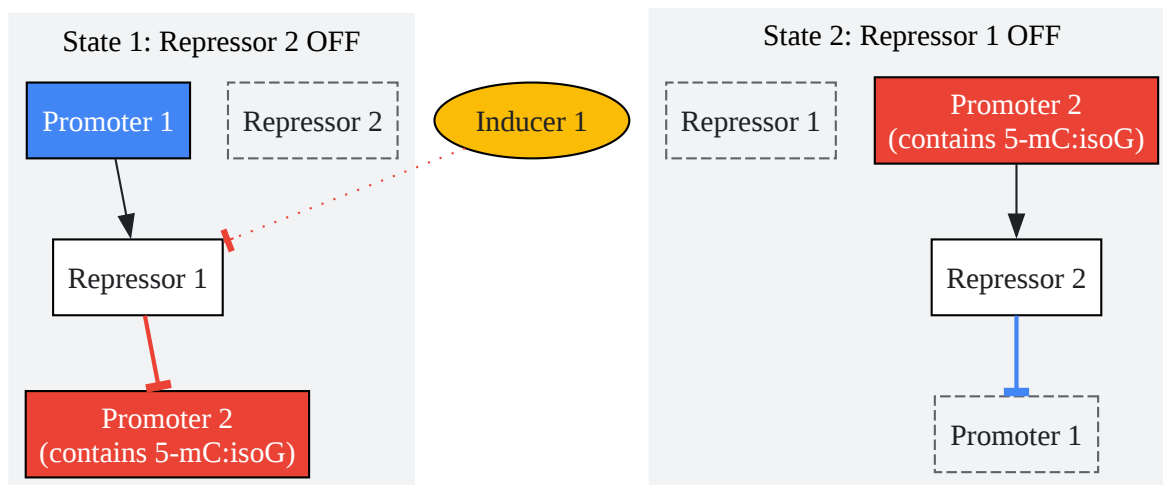 State 1: Repressor 2 OFF
Promoter 1
Repressor 2
Inducer 1
Repressor 1
Promoter 2
(contains 5-mC:isoG)
State 2: Repressor 1 OFF
Repressor 1
Promoter 2
(contains 5-mC:isoG)
Repressor 2
Promoter 1